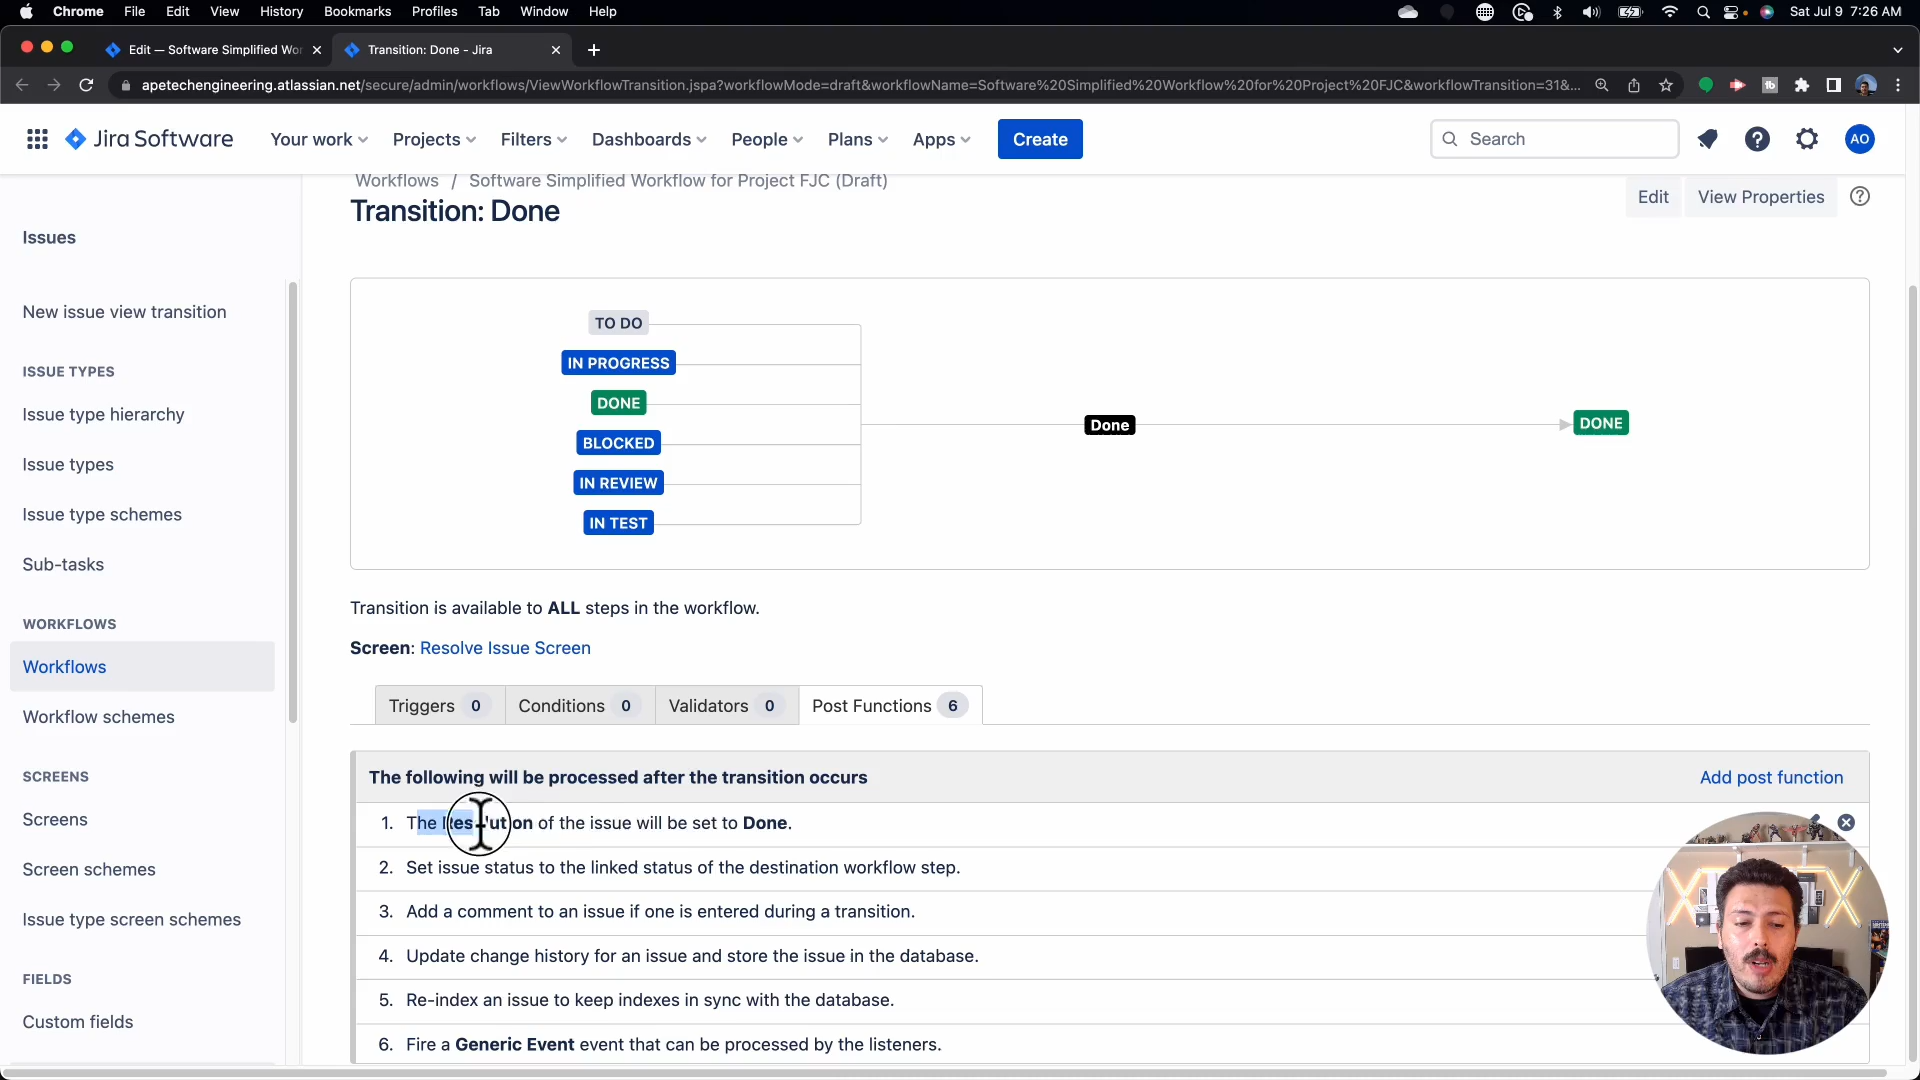 Chrome File Edit View History Bookmarks Profiles Tab Window Help Sat Jul 9 7:26 AM
Edit — Software Simplified Wor Transition: Done - Jira
apetechengineering.atlassian.net/secure/admin/workflows/ViewWorkflowTransition.jspa?workflowMode=draft&workflowName=Software%20Simplified%20Workflow%20for%20Project%20FJC&workflowTransition=31&...
Jira Software Your work Projects Filters Dashboards People Plans Apps Create Search AO
Workflows / Software Simplified Workflow for Project FJC (Draft)
Transition: Done
Edit View Properties
Issues
New issue view transition
ISSUE TYPES
Issue type hierarchy
Issue types
Issue type schemes
Sub-tasks
WORKFLOWS
Workflows
Workflow schemes
SCREENS
Screens
Screen schemes
Issue type screen schemes
FIELDS
Custom fields
TO DO
IN PROGRESS
DONE
BLOCKED
IN REVIEW
IN TEST
Done
DONE
Transition is available to ALL steps in the workflow.
Screen: Resolve Issue Screen
Triggers 0 Conditions 0 Validators 0 Post Functions 6
The following will be processed after the transition occurs Add post function
1. The Resolution of the issue will be set to Done.
2. Set issue status to the linked status of the destination workflow step.
3. Add a comment to an issue if one is entered during a transition.
4. Update change history for an issue and store the issue in the database.
5. Re-index an issue to keep indexes in sync with the database.
6. Fire a Generic Event event that can be processed by the listeners.